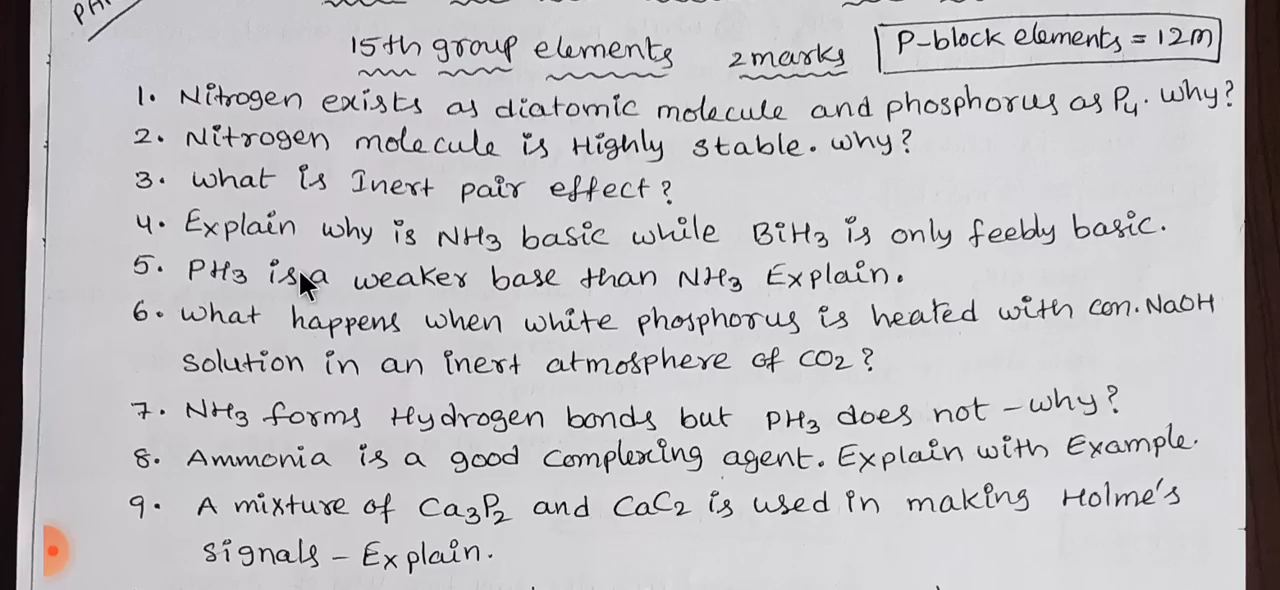 15th group elements 2 marks P-block elements = 12m
1. Nitrogen exists as diatomic molecule and phosphorus as P4. why?
2. Nitrogen molecule is Highly stable. why?
3. what is Inert pair effect?
4. Explain why is NH3 basic while BiH3 is only feebly basic.
5. PH3 is a weaker base than NH3 Explain.
6. what happens when white phosphorus is heated with con. NaOH
solution in an inert atmosphere of CO2?
7. NH3 forms Hydrogen bonds but PH3 does not - why?
8. Ammonia is a good complexing agent. Explain with Example.
9. A mixture of Ca3P2 and CaC2 is used in making Holme's
signals - Explain.